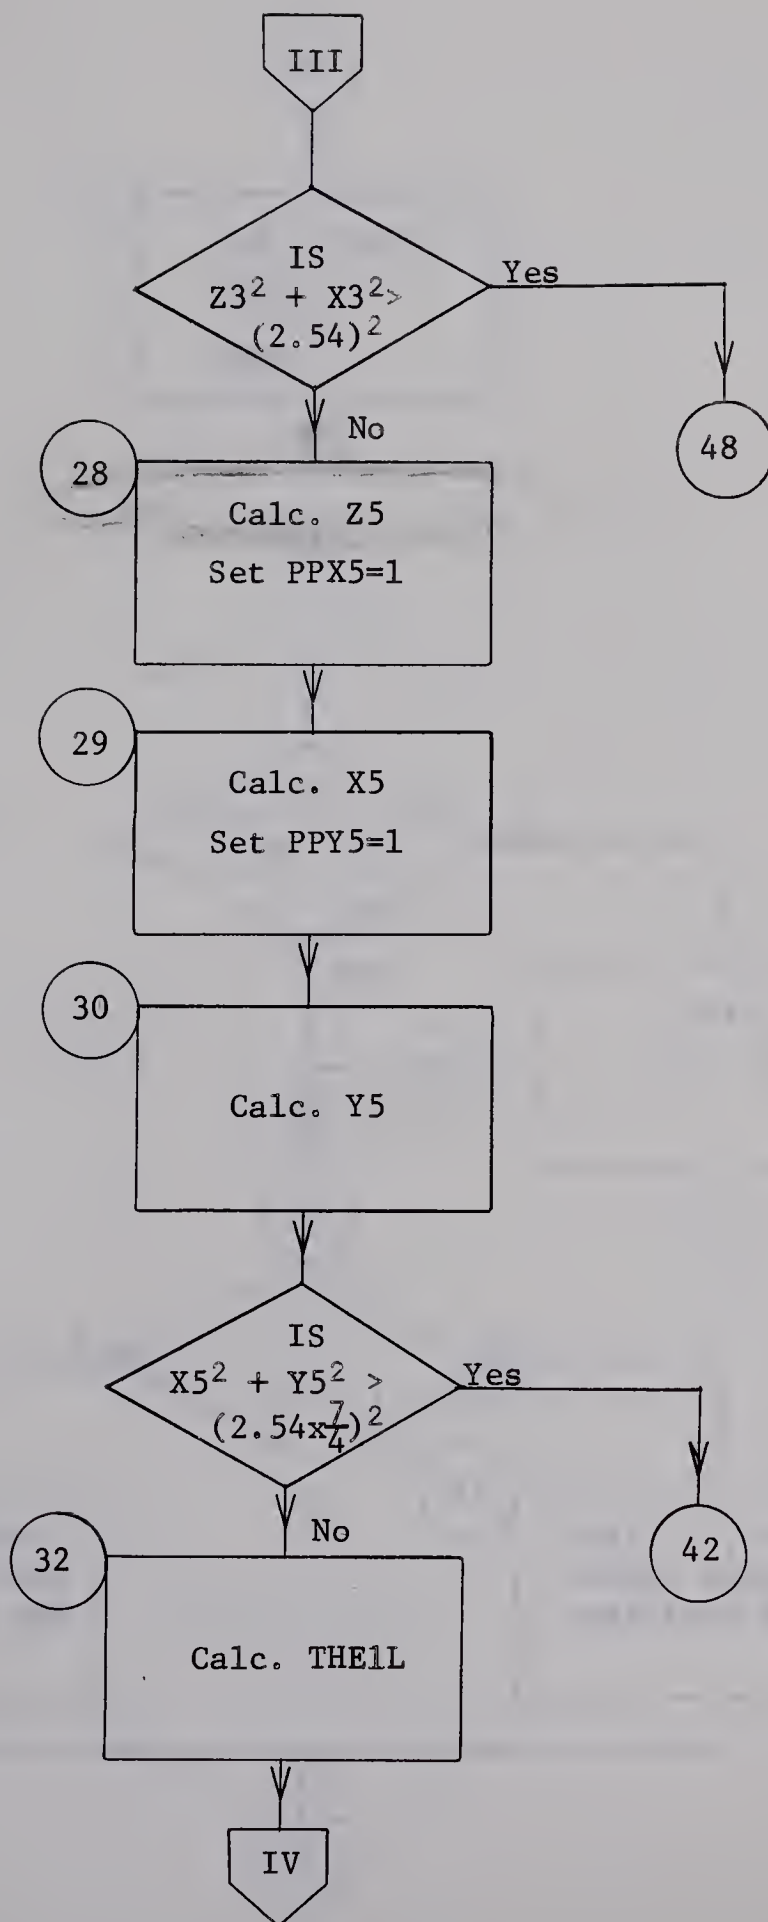 III
IS
Z3² + X3²>
(2.54)²
Yes
No
48
28
Calc. Z5
Set PPX5=1
29
Calc. X5
Set PPY5=1
30
Calc. Y5
IS
X5² + Y5² >
(2.54x7/4)²
Yes
No
42
32
Calc. THE1L
IV